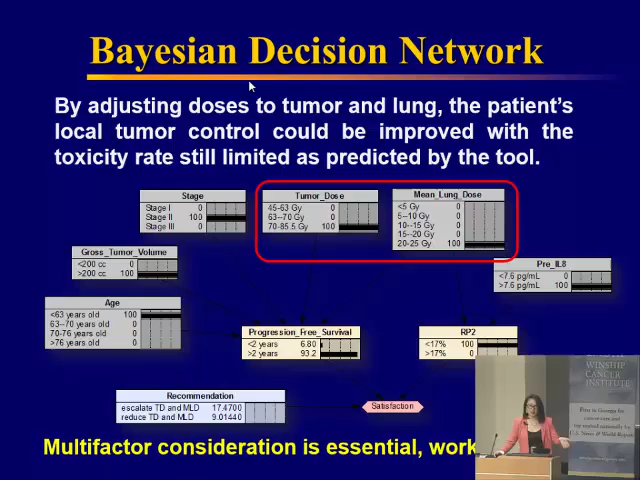 Bayesian Decision Network
By adjusting doses to tumor and lung, the patient's
local tumor control could be improved with the
toxicity rate still limited as predicted by the tool.
Stage
Stage I 0
Stage II 100
Stage III 0
Tumor_Dose
45-63 Gy 0
63--70 Gy 0
70-85.5 Gy 100
Mean_Lung_Dose
<5 Gy 0
5--10 Gy 0
10--15 Gy 0
15--20 Gy 0
20-25 Gy 100
Gross_Tumor_Volume
<200 cc 0
>200 cc 100
Pre_IL8
<7.6 pg/mL 0
>7.6 pg/mL 100
Age
<63 years old 100
63--70 years old 0
70-76 years old 0
>76 years old 0
Progression_Free_Survival
<2 years 6.80
>2 years 93.2
RP2
<17% 100
>17% 0
Recommendation
escalate TD and MLD 17.4700
reduce TD and MLD 9.01440
Satisfaction
Multifactor consideration is essential, work
WINSHIP
CANCER
INSTITUTE